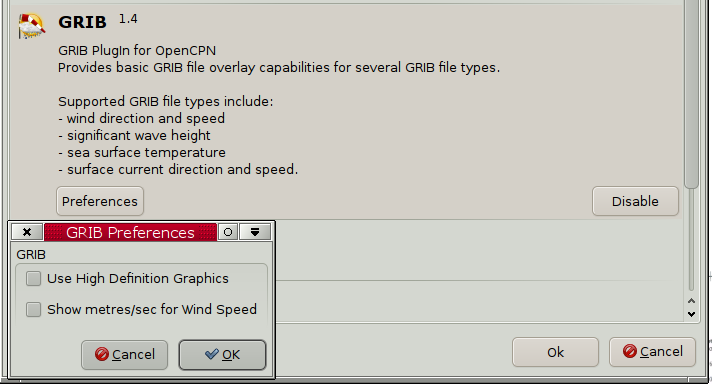 GRIB 1.4
GRIB PlugIn for OpenCPN
Provides basic GRIB file overlay capabilities for several GRIB file types.
Supported GRIB file types include:
- wind direction and speed
- significant wave height
- sea surface temperature
- surface current direction and speed.
Preferences
Disable
GRIB Preferences
GRIB
Use High Definition Graphics
Show metres/sec for Wind Speed
Cancel
OK
Ok
Cancel